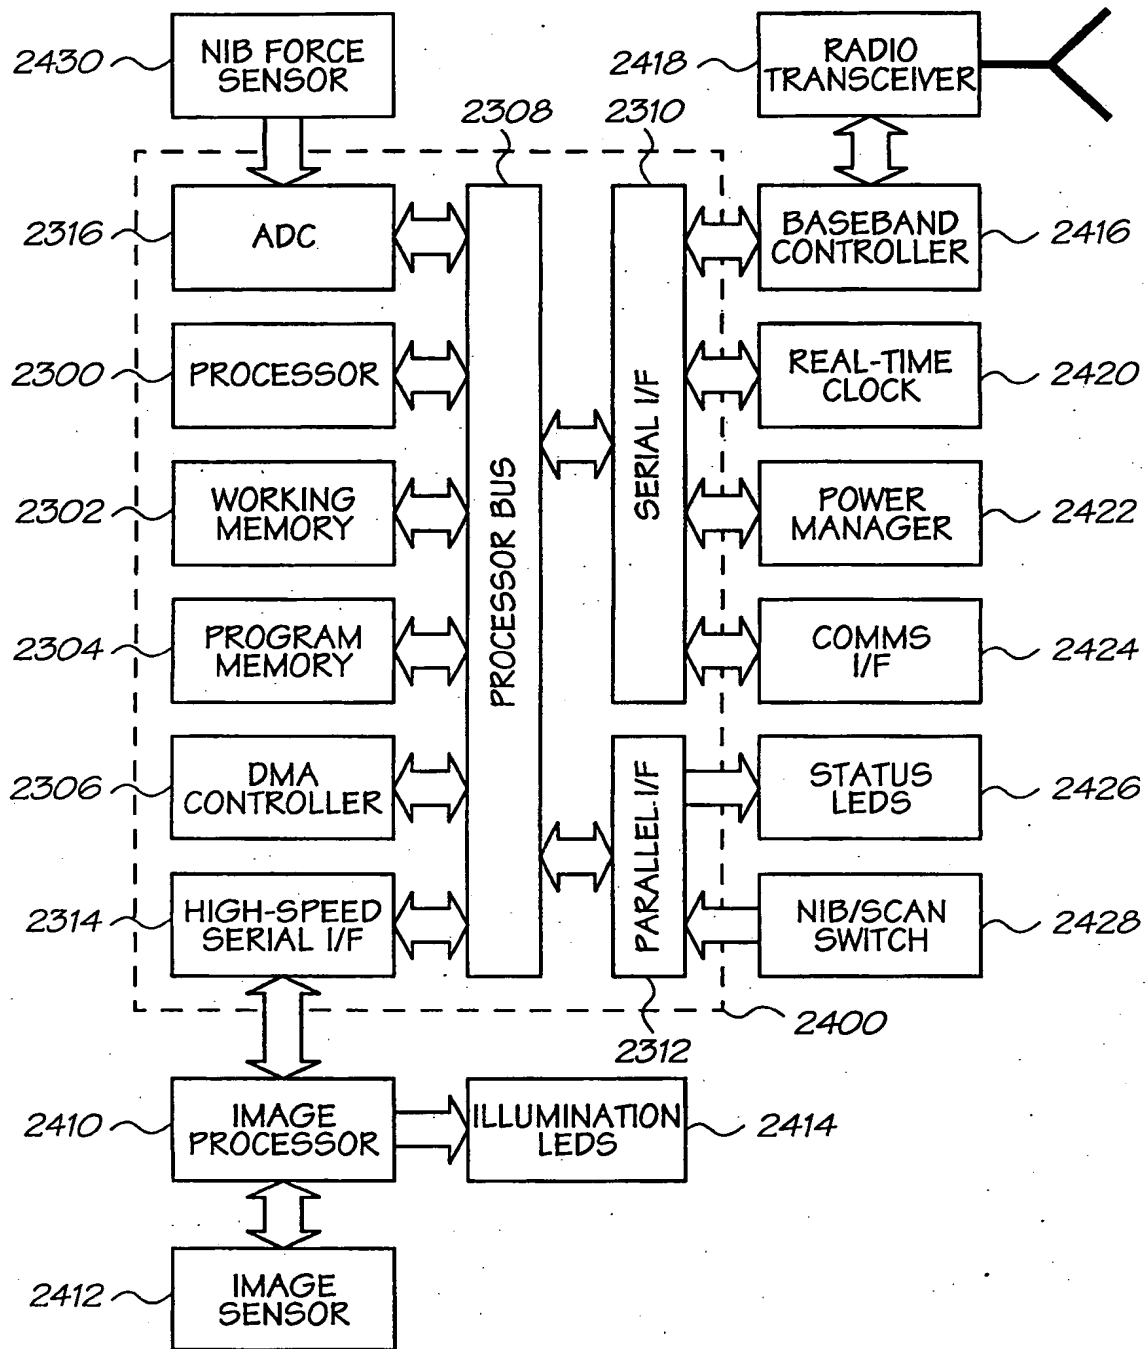 2430
NIB FORCE
SENSOR
2418
RADIO
TRANSCEIVER
2308
2310
2316
ADC
BASEBAND
CONTROLLER
2416
2300
PROCESSOR
REAL-TIME
CLOCK
2420
2302
WORKING
MEMORY
PROCESSOR BUS
SERIAL I/F
POWER
MANAGER
2422
2304
PROGRAM
MEMORY
COMMS
I/F
2424
2306
DMA
CONTROLLER
PARALLEL I/F
STATUS
LEDS
2426
2314
HIGH-SPEED
SERIAL I/F
NIB/SCAN
SWITCH
2428
2312
2400
2410
IMAGE
PROCESSOR
ILLUMINATION
LEDS
2414
2412
IMAGE
SENSOR